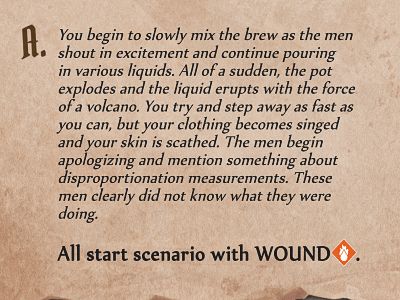 A. You begin to slowly mix the brew as the men
shout in excitement and continue pouring
in various liquids. All of a sudden, the pot
explodes and the liquid erupts with the force
of a volcano. You try and step away as fast as
you can, but your clothing becomes singed
and your skin is scathed. The men begin
apologizing and mention something about
disproportionation measurements. These
men clearly did not know what they were
doing.
All start scenario with WOUND.